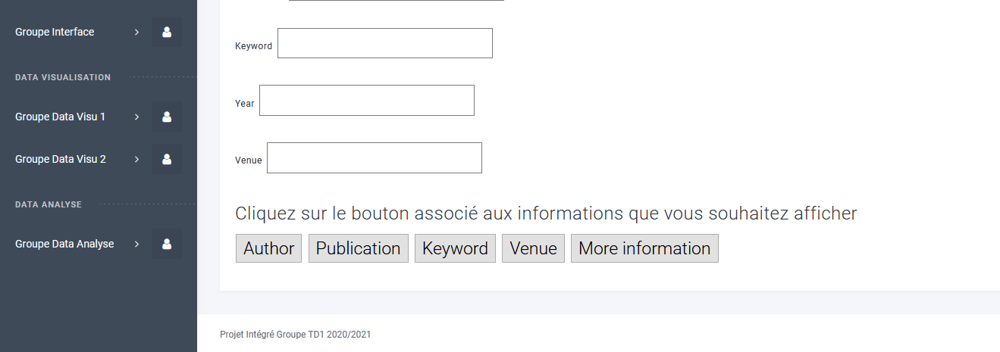 Groupe Interface
DATA VISUALISATION
Groupe Data Visu 1
Groupe Data Visu 2
DATA ANALYSE
Groupe Data Analyse
Keyword
Year
Venue
Cliquez sur le bouton associé aux informations que vous souhaitez afficher
Author Publication Keyword Venue More information
Projet Intégré Groupe TD1 2020/2021